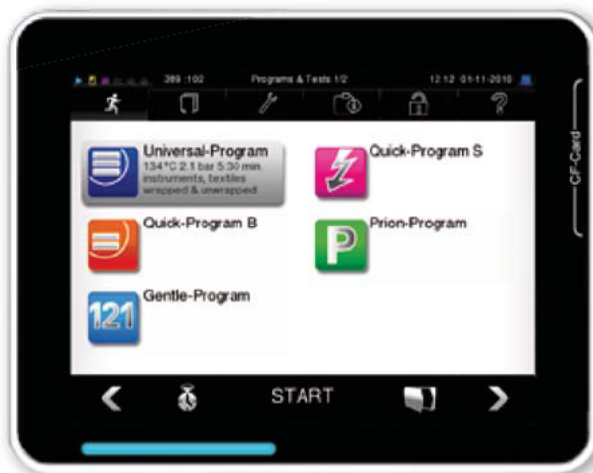 389 :102 Programs & Tests 1/2 12:12 01-11-2010
Universal-Program
134°C 2.1 bar 5:30 min.
instruments, textiles
wrapped & unwrapped
Quick-Program S
Quick-Program B
Prion-Program
P
Gentle-Program
121
START
CF-Card